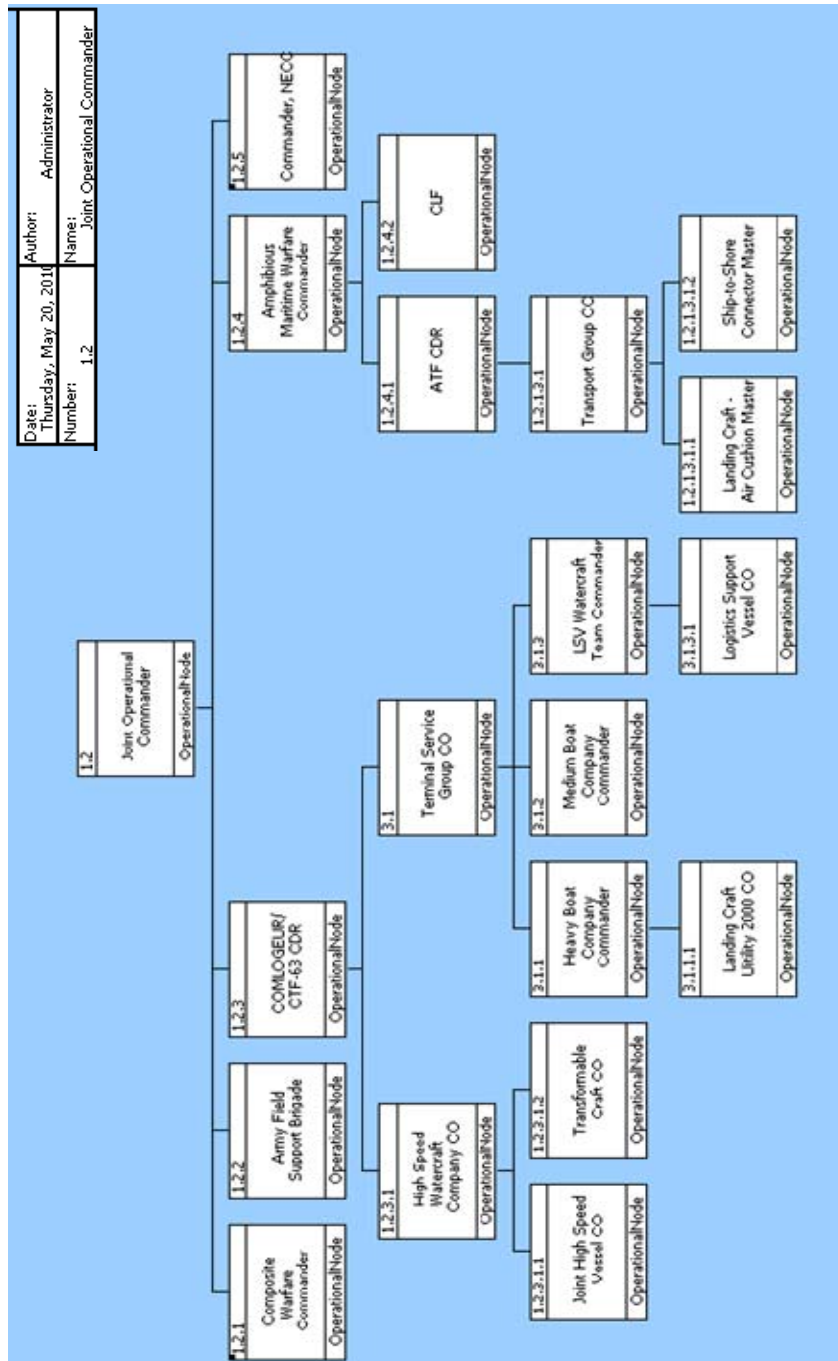 Date:
Thursday, May 20, 2010
Author:
Administrator
Number:
1.2
Name:
Joint Operational Commander
1.2
Joint Operational
Commander
OperationalNode
1.2.1
Composite
Warfare
Commander
OperationalNode
1.2.2
Army Field
Support Brigade
OperationalNode
1.2.3
COMLOGEUR/
CTF-63 CDR
OperationalNode
1.2.4
Amphibious
Maritime Warfare
Commander
OperationalNode
1.2.5
Commander, NECC
OperationalNode
1.2.3.1
High Speed
Watercraft
Company CO
OperationalNode
3.1
Terminal Service
Group CO
OperationalNode
1.2.4.1
ATF CDR
OperationalNode
1.2.4.2
CLF
OperationalNode
1.2.3.1.1
Joint High Speed
Vessel CO
OperationalNode
1.2.3.1.2
Transformable
Craft CO
OperationalNode
3.1.1
Heavy Boat
Company
Commander
OperationalNode
3.1.2
Medium Boat
Company
Commander
OperationalNode
3.1.3
LSV Watercraft
Team Commander
OperationalNode
1.2.1.3.1
Transport Group CO
OperationalNode
3.1.1.1
Landing Craft
Uitility 2000 CO
OperationalNode
3.1.3.1
Logistics Support
Vessel CO
OperationalNode
1.2.1.3.1.1
Landing Craft -
Air Cushion Master
OperationalNode
1.2.1.3.1.2
Ship-to-Shore
Connector Master
OperationalNode